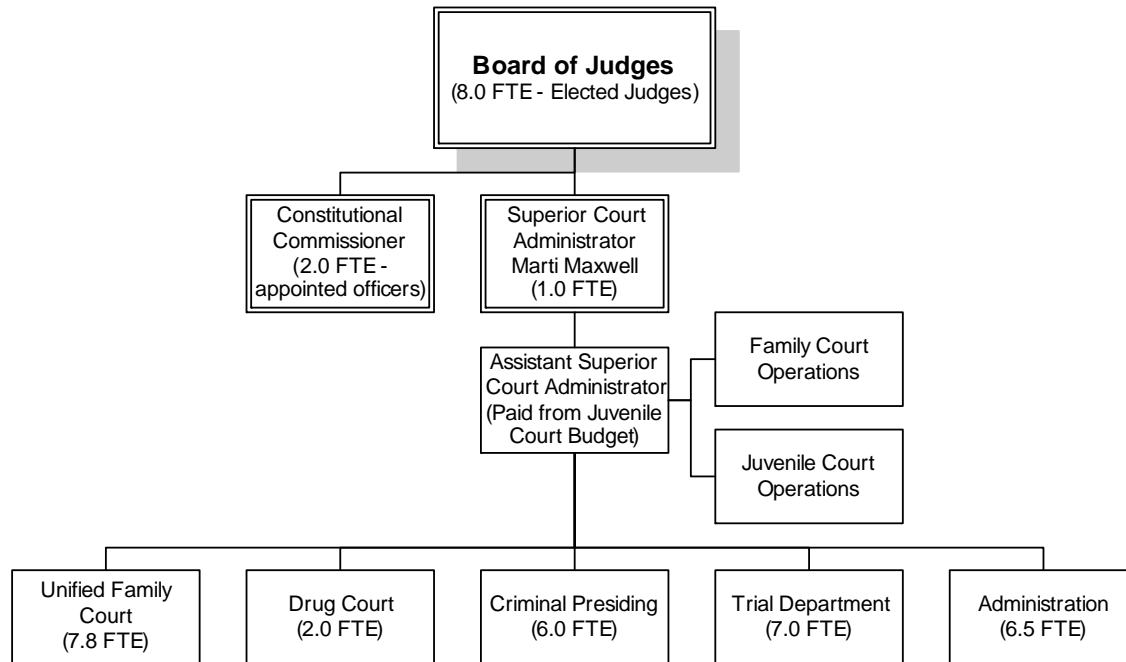 Board of Judges
(8.0 FTE - Elected Judges)
Constitutional
Commissioner
(2.0 FTE -
appointed officers)
Superior Court
Administrator
Marti Maxwell
(1.0 FTE)
Assistant Superior
Court Administrator
(Paid from Juvenile
Court Budget)
Family Court
Operations
Juvenile Court
Operations
Unified Family
Court
(7.8 FTE)
Drug Court
(2.0 FTE)
Criminal Presiding
(6.0 FTE)
Trial Department
(7.0 FTE)
Administration
(6.5 FTE)